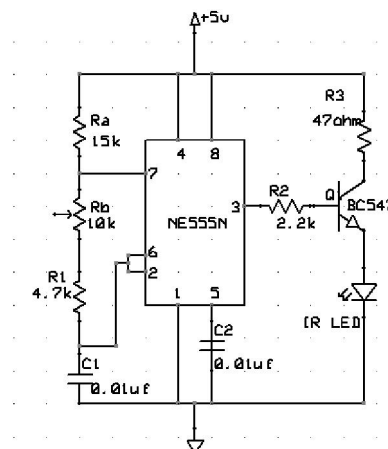 +5v
R3
47ohm
Ra
15k
4 8
7
Rb
10k
NE555N
3
R2
2.2k
Q
BC547
6
2
R1
4.7k
1 5
C1
0.01uf
C2
0.01uf
IR LED